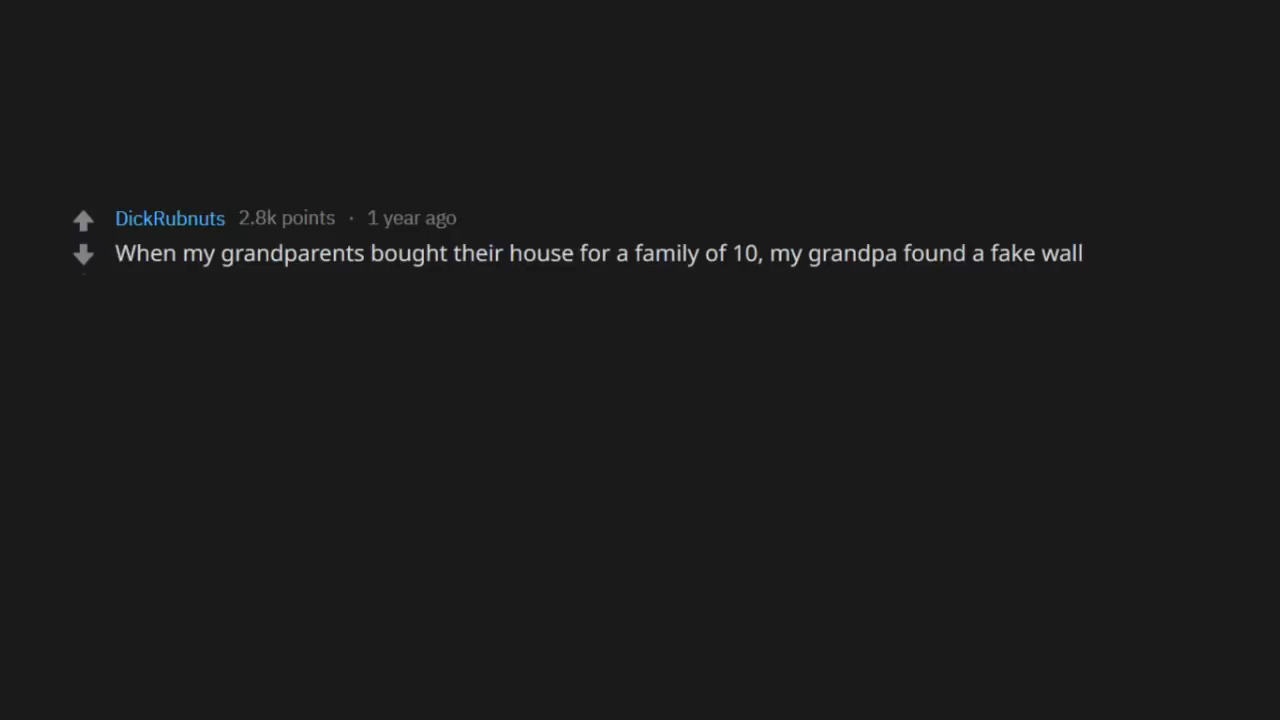 DickRubnuts 2.8k points · 1 year ago
When my grandparents bought their house for a family of 10, my grandpa found a fake wall